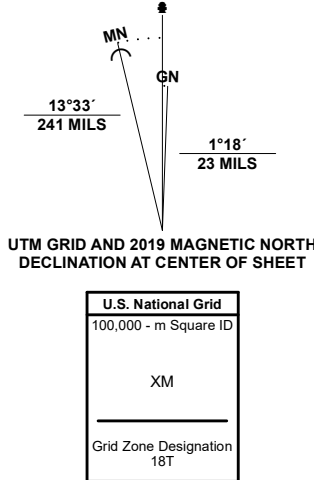 MN
GN
13°33´
241 MILS
1°18´
23 MILS
UTM GRID AND 2019 MAGNETIC NORTH
DECLINATION AT CENTER OF SHEET
U.S. National Grid
100,000 - m Square ID
XM
Grid Zone Designation
18T